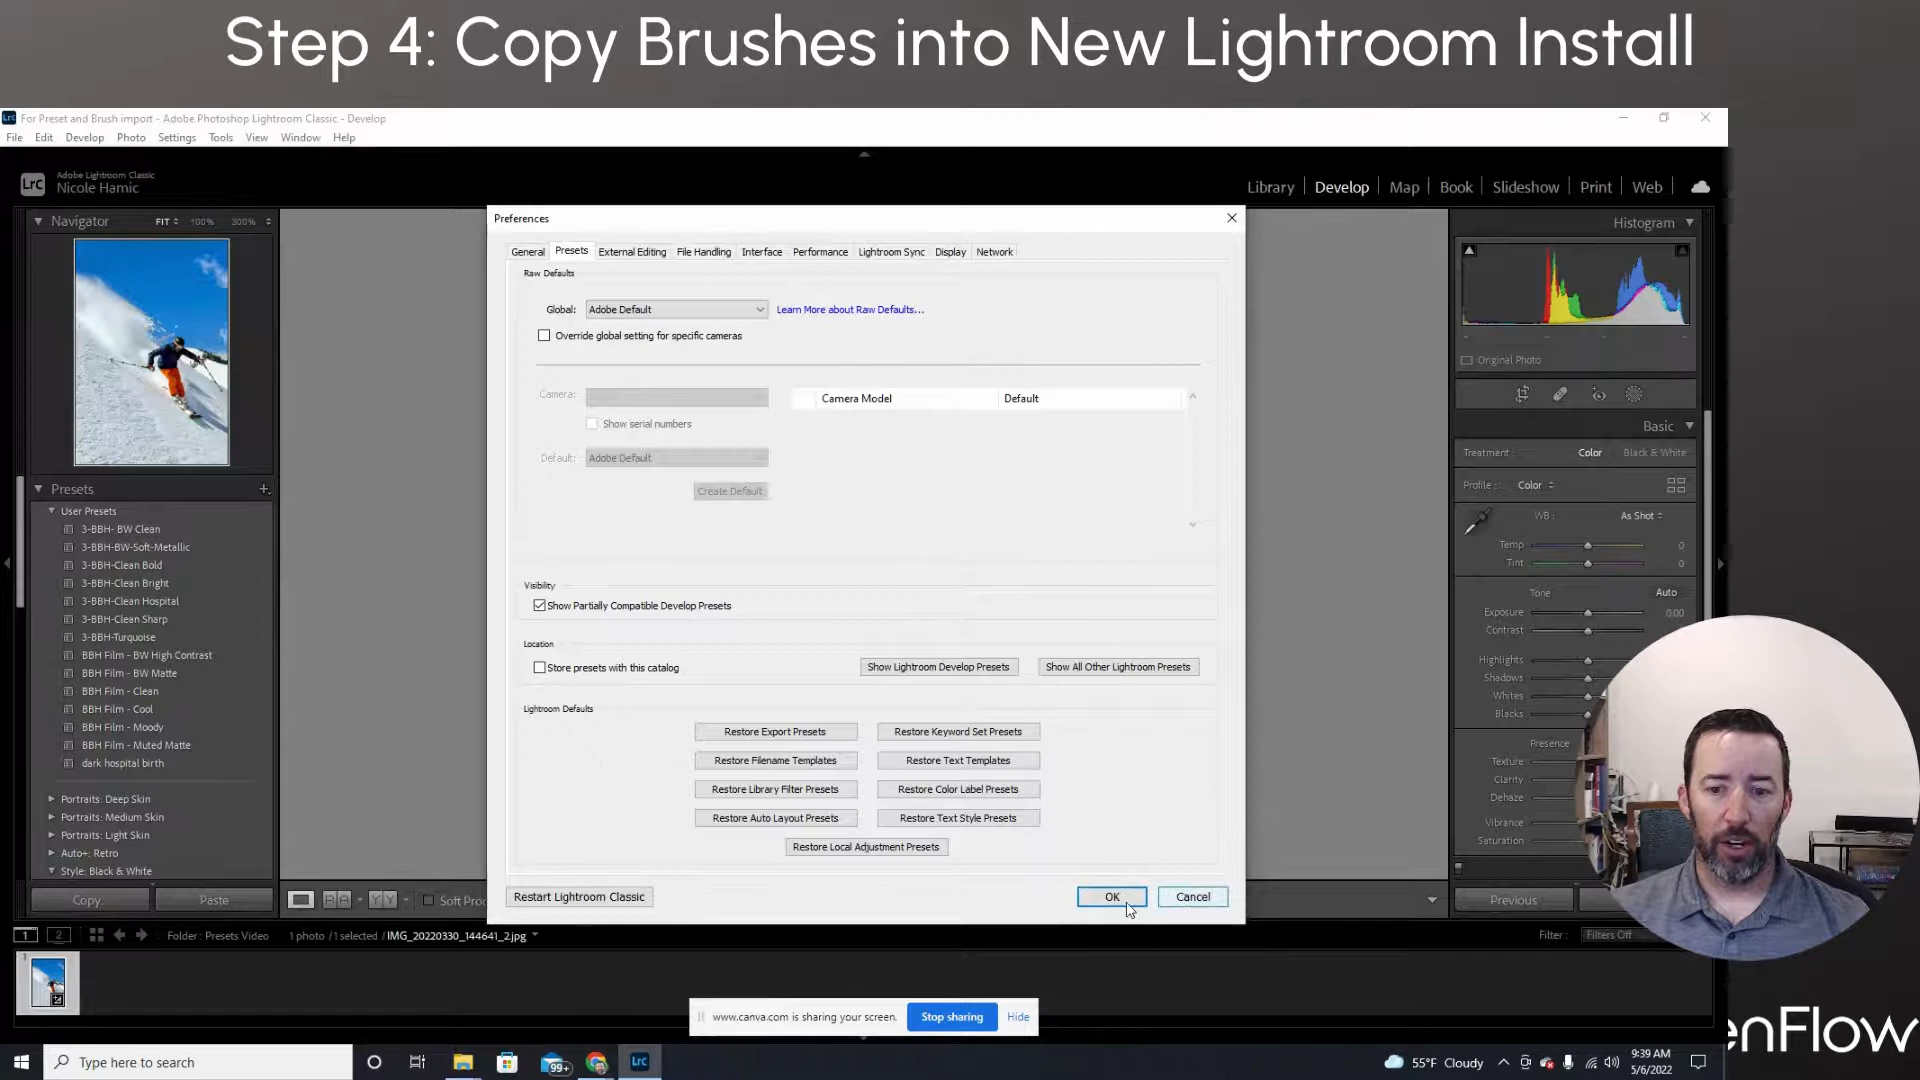 Step 4: Copy Brushes into New Lightroom Install
For Preset and Brush import - Adobe Photoshop Lightroom Classic - Develop
File Edit Develop Photo Settings Tools View Window Help
LrC
Adobe Lightroom Classic
Nicole Hamic
Library | Develop | Map | Book | Slideshow | Print | Web |
Navigator FIT 100% 300%
Presets
User Presets
3-BBH- BW Clean
3-BBH-BW-Soft-Metallic
3-BBH-Clean Bold
3-BBH-Clean Bright
3-BBH-Clean Hospital
3-BBH-Clean Sharp
3-BBH-Turquoise
BBH Film - BW High Contrast
BBH Film - BW Matte
BBH Film - Clean
BBH Film - Cool
BBH Film - Moody
BBH Film - Muted Matte
dark hospital birth
Portraits: Deep Skin
Portraits: Medium Skin
Portraits: Light Skin
Auto+: Retro
Style: Black & White
Copy... Paste
Preferences
General Presets External Editing File Handling Interface Performance Lightroom Sync Display Network
Raw Defaults
Global: Adobe Default Learn More about Raw Defaults...
Override global setting for specific cameras
Camera:
Show serial numbers
Default: Adobe Default
Create Default
Camera Model Default
Visibility
Show Partially Compatible Develop Presets
Location
Store presets with this catalog Show Lightroom Develop Presets Show All Other Lightroom Presets
Lightroom Defaults
Restore Export Presets Restore Keyword Set Presets
Restore Filename Templates Restore Text Templates
Restore Library Filter Presets Restore Color Label Presets
Restore Auto Layout Presets Restore Text Style Presets
Restore Local Adjustment Presets
Restart Lightroom Classic OK Cancel
Histogram
Original Photo
Basic
Treatment : Color Black & White
Profile : Color
WB : As Shot
Temp 0
Tint 0
Tone Auto
Exposure 0.00
Contrast
Highlights
Shadows
Whites
Blacks
Presence
Texture
Clarity
Dehaze
Vibrance
Saturation
Previous
RA YY Soft
1 2 Folder : Presets Video 1 photo / 1 selected / IMG_20220330_144641_2.jpg
Filter : Filters Off
1
www.canva.com is sharing your screen. Stop sharing Hide
enFlow
Type here to search
99+
LrC
55°F Cloudy
9:39 AM
5/6/2022